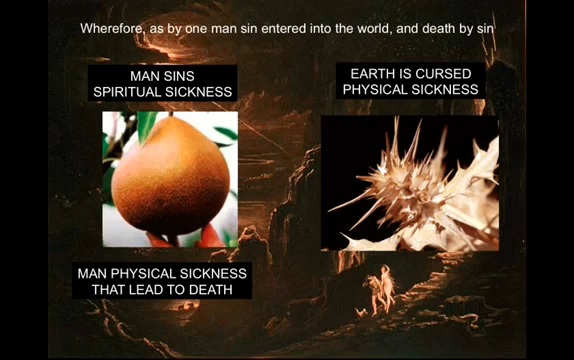 Wherefore, as by one man sin entered into the world, and death by sin
MAN SINS
SPIRITUAL SICKNESS
EARTH IS CURSED
PHYSICAL SICKNESS
MAN PHYSICAL SICKNESS
THAT LEAD TO DEATH